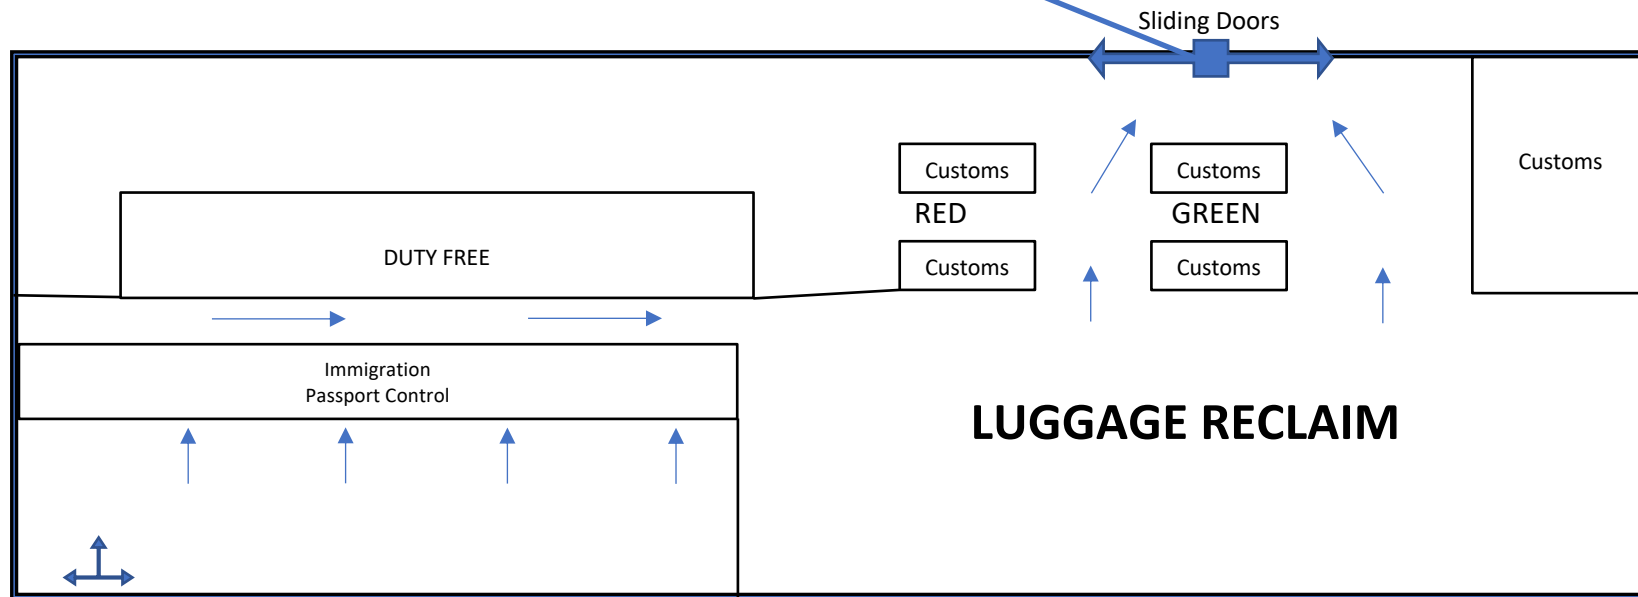 Sliding Doors
Customs
Customs
Customs
RED
GREEN
DUTY FREE
Customs
Customs
Immigration
Passport Control
LUGGAGE RECLAIM